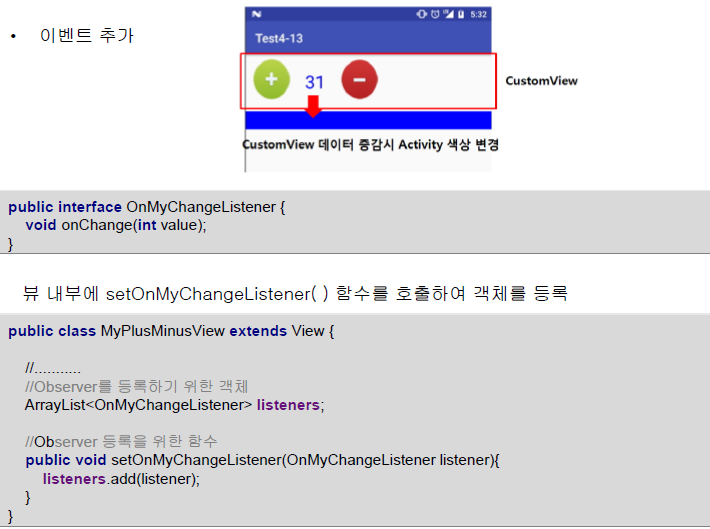 • 이벤트 추가
5:32
Test4-13
31
CustomView
CustomView 데이터 증감시 Activity 색상 변경
public interface OnMyChangeListener {
void onChange(int value);
}
뷰 내부에 setOnMyChangeListener( ) 함수를 호출하여 객체를 등록
public class MyPlusMinusView extends View {
//...........
//Observer를 등록하기 위한 객체
ArrayList<OnMyChangeListener> listeners;
//Observer 등록을 위한 함수
public void setOnMyChangeListener(OnMyChangeListener listener){
listeners.add(listener);
}
}